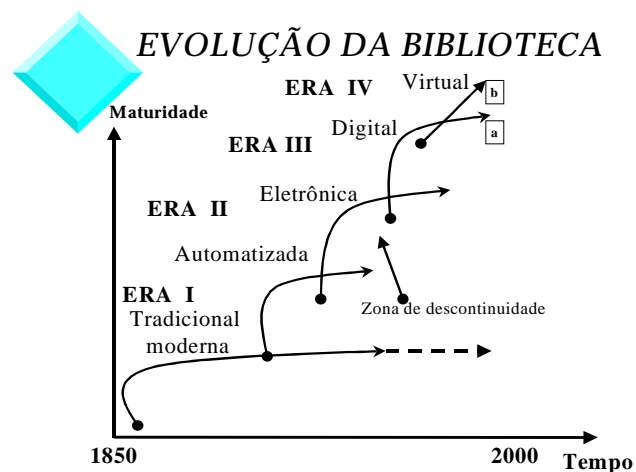 EVOLUÇÃO DA BIBLIOTECA
ERA IV
Virtual
b
Maturidade
Digital
a
ERA III
Eletrônica
ERA II
Automatizada
ERA I
Zona de descontinuidade
Tradicional
moderna
1850
2000
Tempo